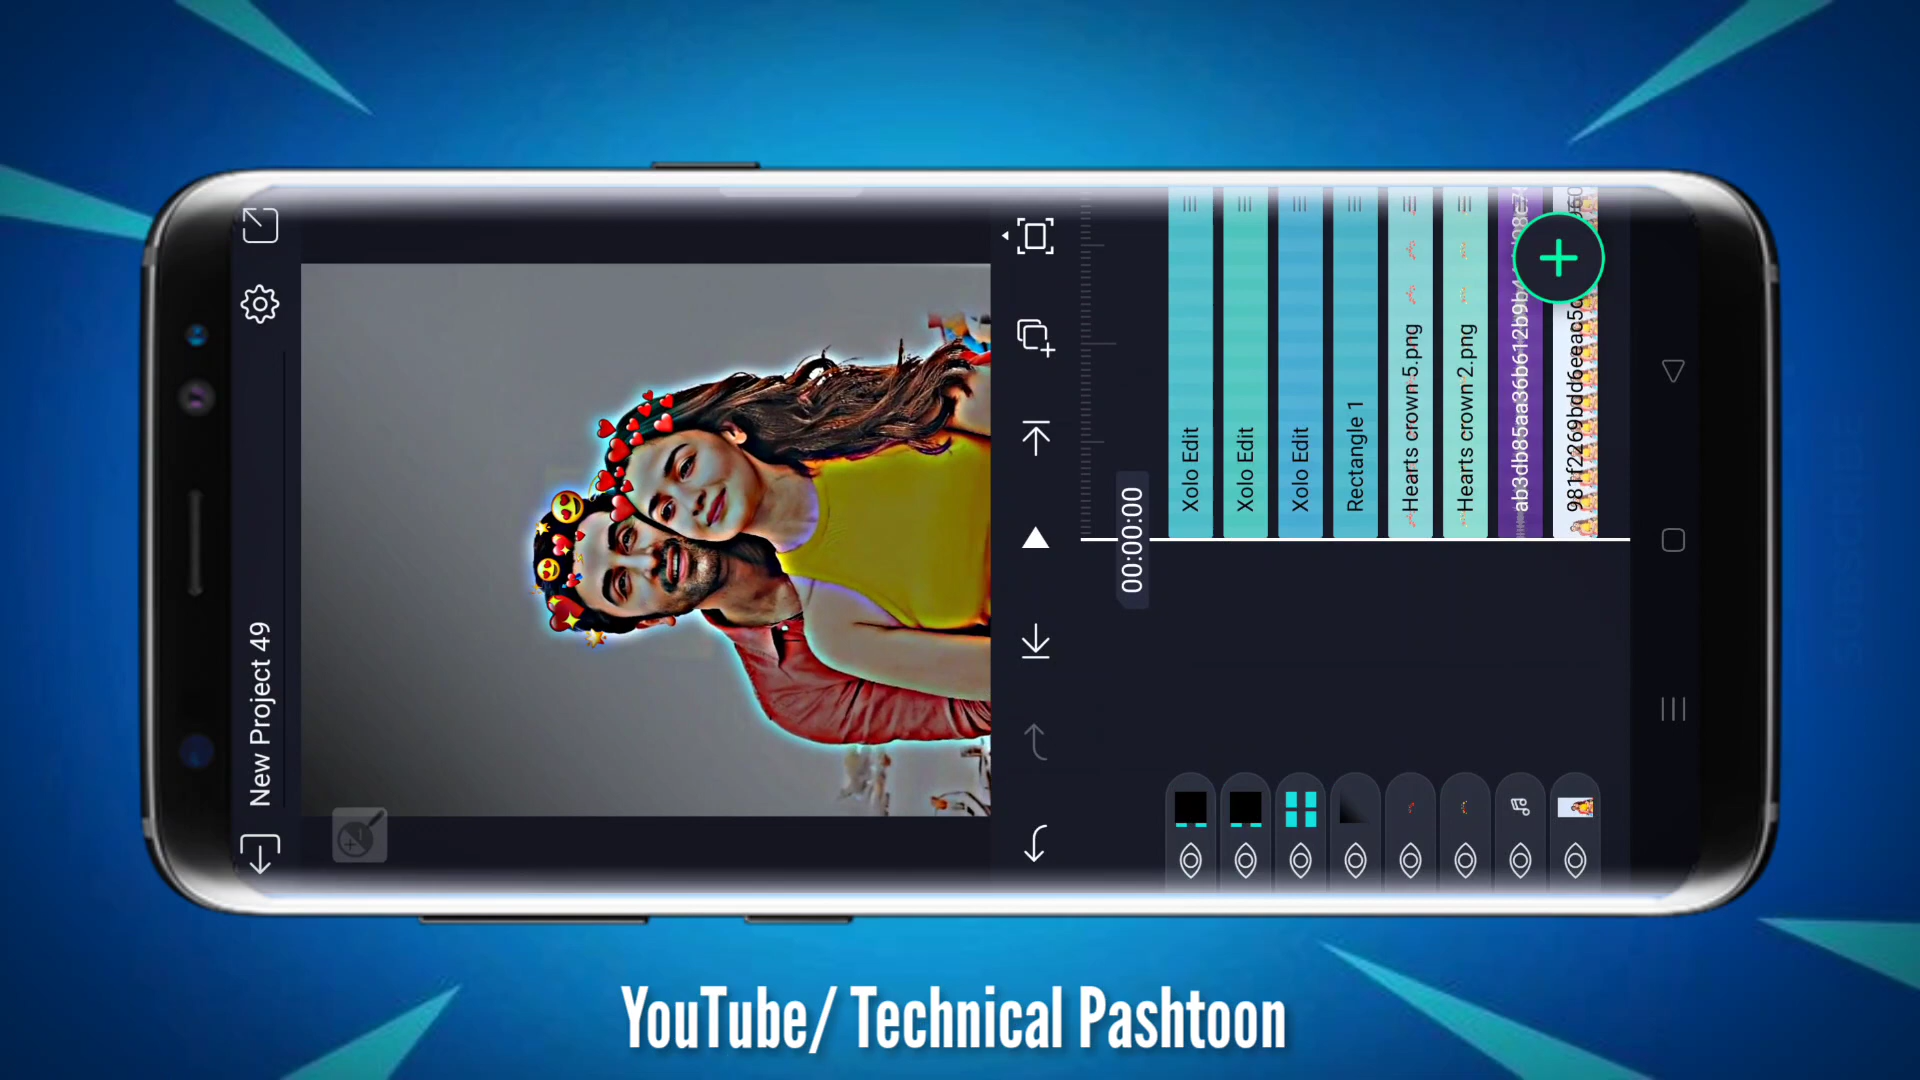 New Project 49
00:00:00
Xolo Edit
Xolo Edit
Xolo Edit
Rectangle 1
Hearts crown-5.png
Hearts crown-2.png
YouTube/ Technical Pashtoon